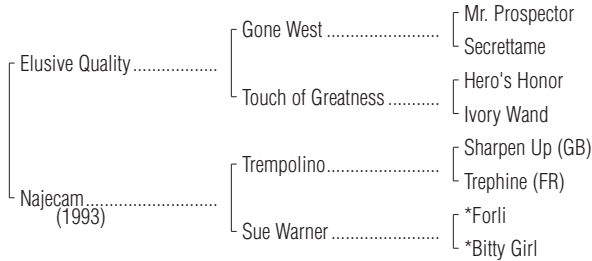 Mr. Prospector
Gone West ......................
Secrettame
Elusive Quality .................
Hero's Honor
Touch of Greatness ..........
Ivory Wand
Sharpen Up (GB)
Trempolino......................
Trephine (FR)
Najecam..........................
(1993)
*Forli
Sue Warner .....................
*Bitty Girl